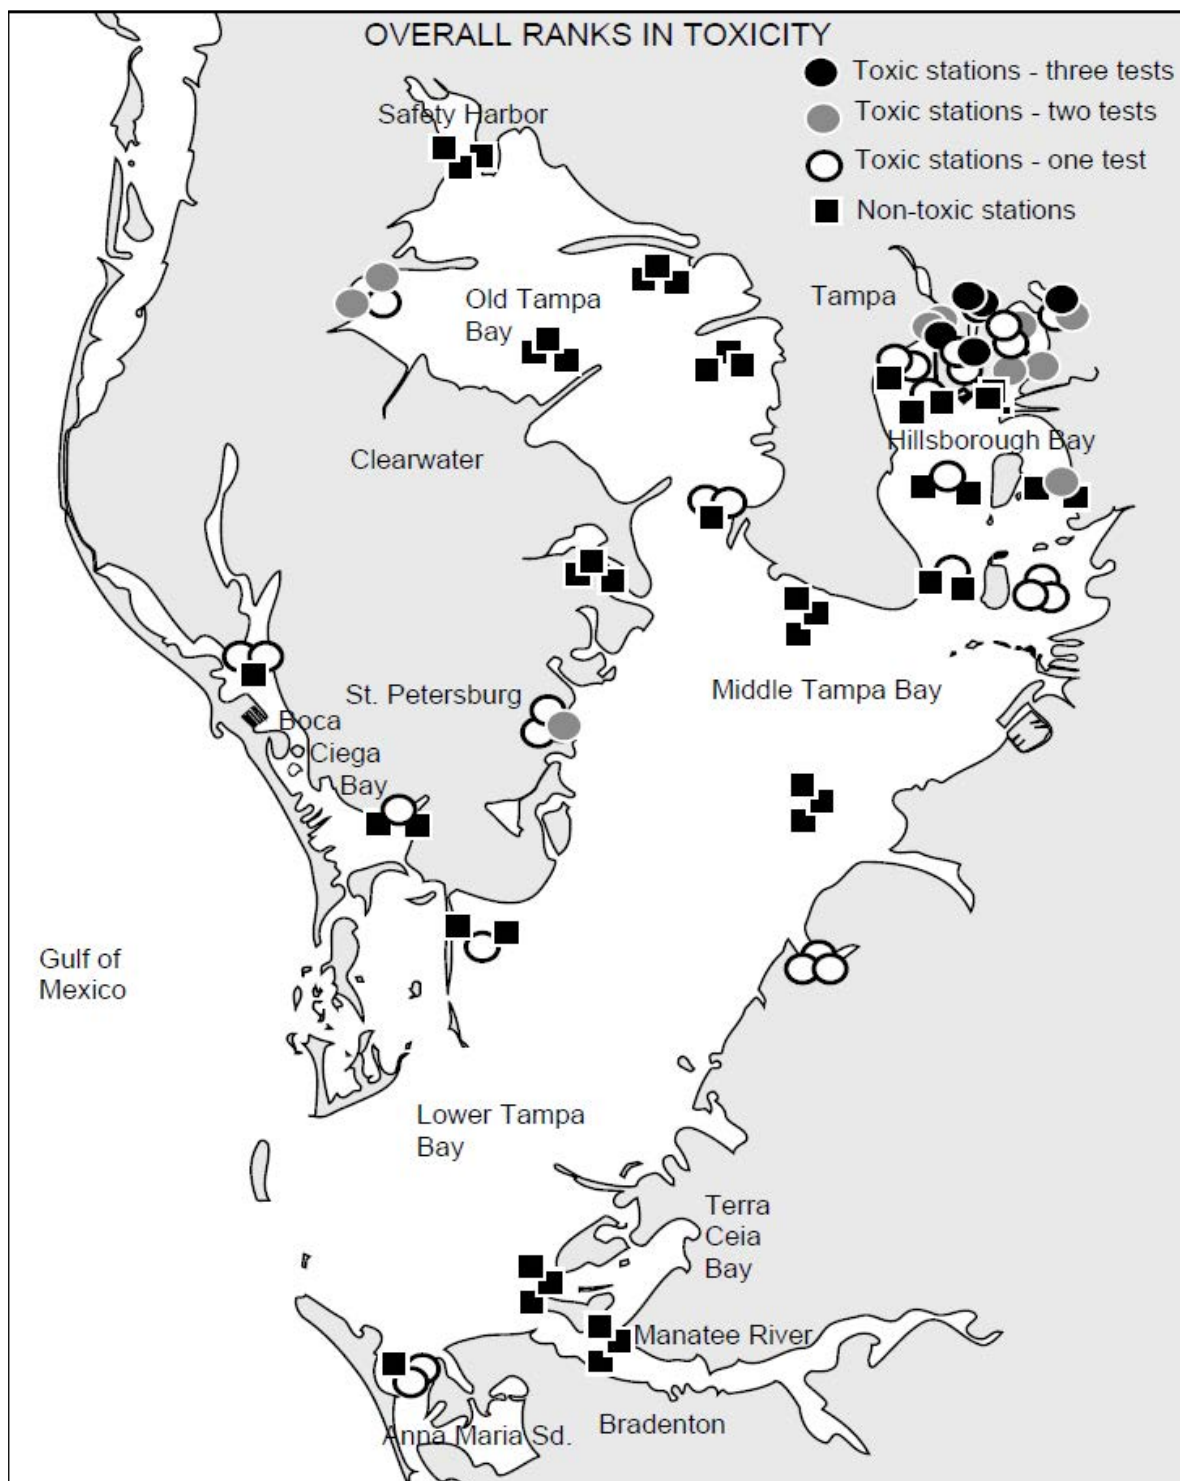 OVERALL RANKS IN TOXICITY
Toxic stations - three tests
Toxic stations - two tests
Toxic stations - one test
Non-toxic stations
Safety Harbor
Old Tampa
Bay
Tampa
Clearwater
Hillsborough Bay
St. Petersburg
Middle Tampa Bay
Boca
Ciega
Bay
Gulf of
Mexico
Lower Tampa
Bay
Terra
Ceia
Bay
Manatee River
Bradenton
Anna Maria Sd.